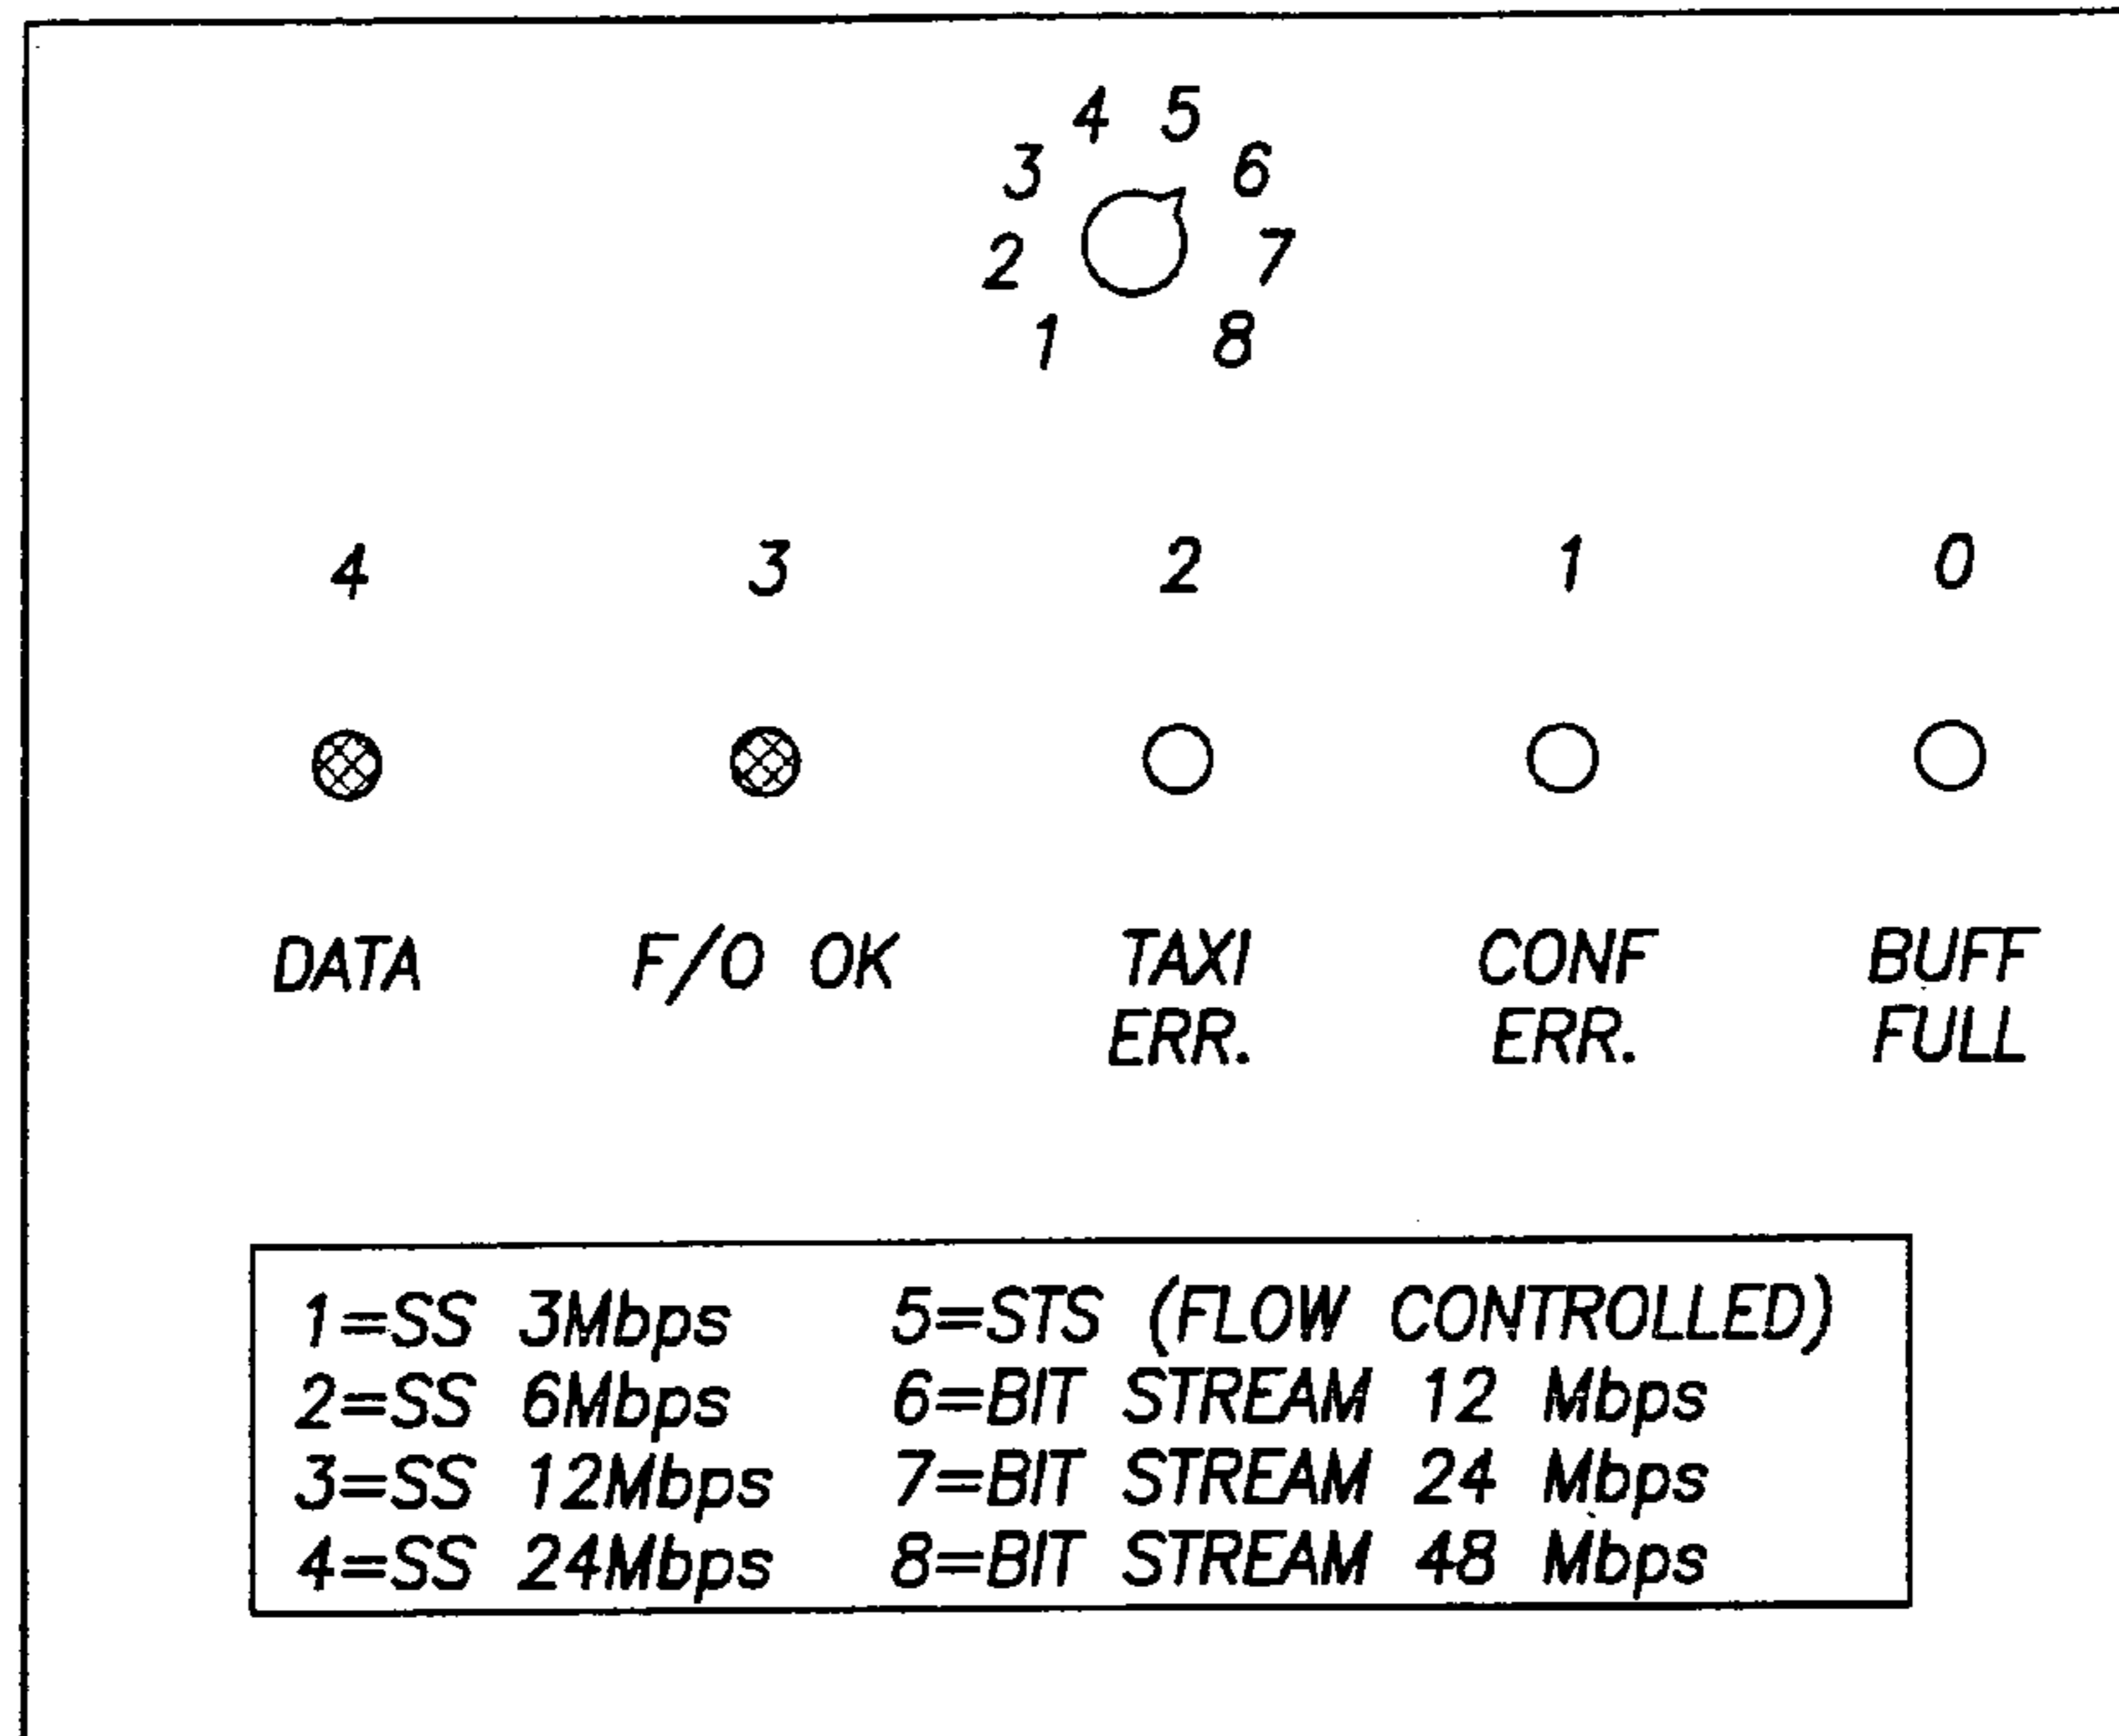 4 5
3 6
2 7
1 8
4 3 2 1 0
DATA F/O OK TAXI ERR. CONF ERR. BUFF FULL
1=SS 3Mbps 5=STS (FLOW CONTROLLED)
2=SS 6Mbps 6=BIT STREAM 12 Mbps
3=SS 12Mbps 7=BIT STREAM 24 Mbps
4=SS 24Mbps 8=BIT STREAM 48 Mbps